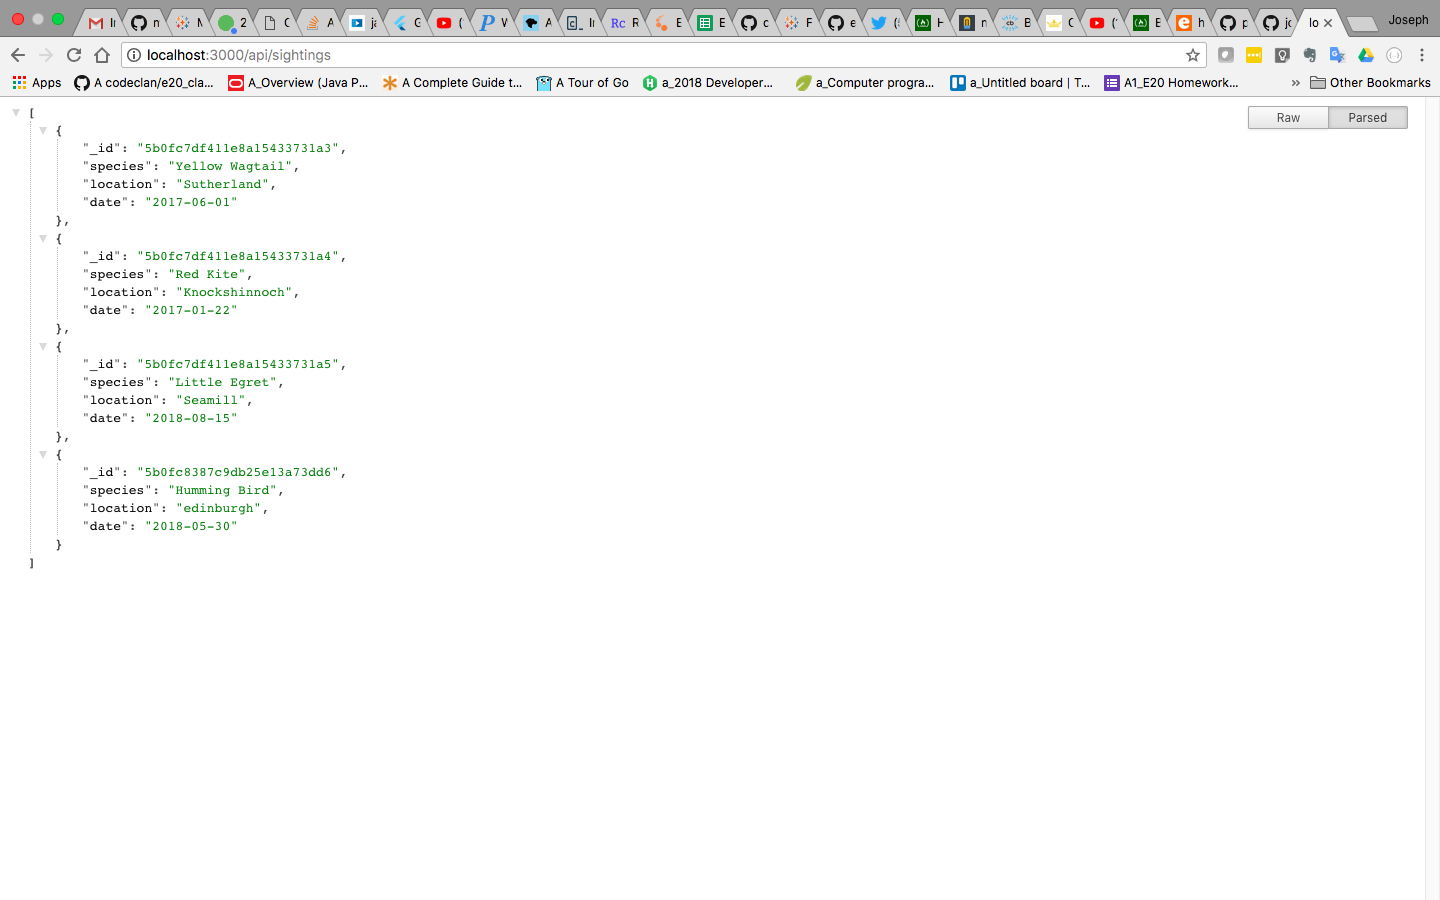 Joseph
localhost:3000/api/sightings
Apps
A codeclan/e20_cla...
A_Overview (Java P...
A Complete Guide t...
A Tour of Go
a_2018 Developer...
a_Computer progra...
a_Untitled board | T...
A1_E20 Homework...
»
Other Bookmarks
Raw
Parsed
[
{
"_id": "5b0fc7df411e8a15433731a3",
"species": "Yellow Wagtail",
"location": "Sutherland",
"date": "2017-06-01"
},
{
"_id": "5b0fc7df411e8a15433731a4",
"species": "Red Kite",
"location": "Knockshinnoch",
"date": "2017-01-22"
},
{
"_id": "5b0fc7df411e8a15433731a5",
"species": "Little Egret",
"location": "Seamill",
"date": "2018-08-15"
},
{
"_id": "5b0fc8387c9db25e13a73dd6",
"species": "Humming Bird",
"location": "edinburgh",
"date": "2018-05-30"
}
]